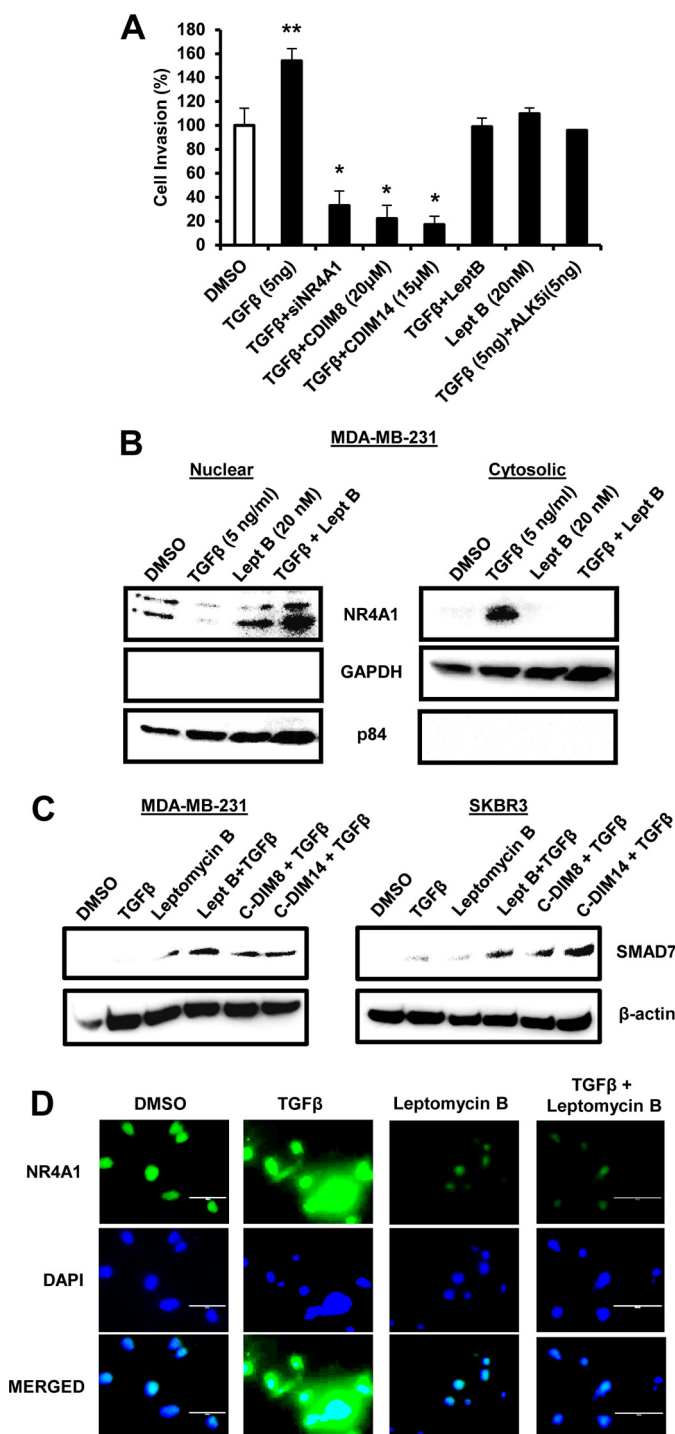 A
180
160
140
120
100
80
60
40
20
0
Cell Invasion (%)
**
*
*
*
DMSO
TGFβ (5ng)
TGFβ+siNR4A1
TGFβ+CDIM8 (20μM)
TGFβ+CDIM14 (15μM)
TGFβ+LeptB
Lept B (20nM)
TGFβ (5ng)+ALK5i(5ng)
B
MDA-MB-231
Nuclear
Cytosolic
DMSO
TGFβ (5 ng/ml)
Lept B (20 nM)
TGFβ + Lept B
DMSO
TGFβ (5 ng/ml)
Lept B (20 nM)
TGFβ + Lept B
NR4A1
GAPDH
p84
C
MDA-MB-231
SKBR3
DMSO
TGFβ
Leptomycin B
Lept B+TGFβ
C-DIM8 + TGFβ
C-DIM14 + TGFβ
DMSO
TGFβ
Leptomycin B
Lept B+TGFβ
C-DIM8 + TGFβ
C-DIM14 + TGFβ
SMAD7
β-actin
D
DMSO
TGFβ
Leptomycin B
TGFβ +
Leptomycin B
NR4A1
DAPI
MERGED